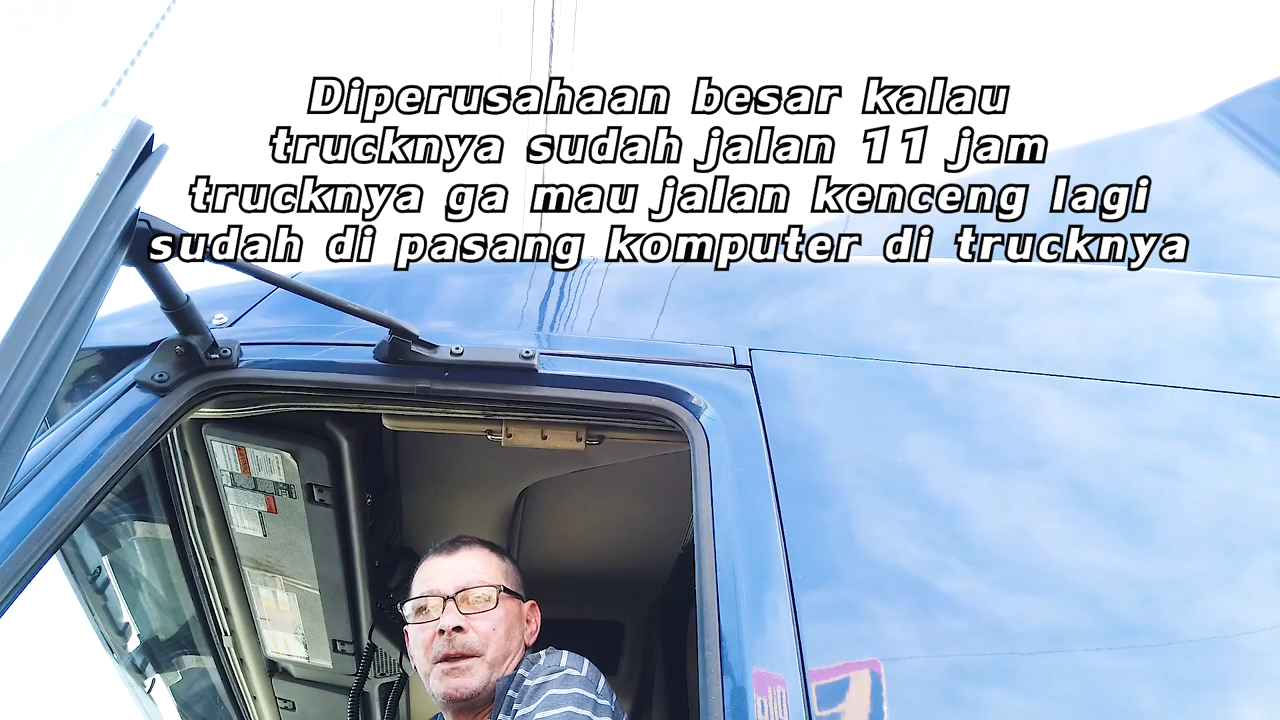 Diperusahaan besar kalau
trucknya sudah jalan 11 jam
trucknya ga mau jalan kenceng lagi
sudah di pasang komputer di trucknya